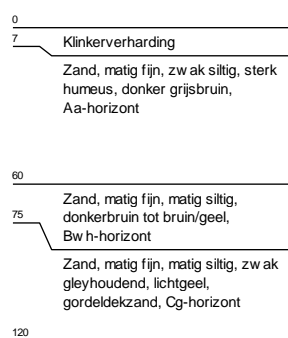 0
7
Klinkerverharding
Zand, matig fijn, zwak siltig, sterk
humeus, donker grijsbruin,
Aa-horizont
60
Zand, matig fijn, matig siltig,
75
donkerbruin tot bruin/geel,
Bwh-horizont
Zand, matig fijn, matig siltig, zwak
gleyhoudend, lichtgeel,
gordeldekzand, Cg-horizont
120